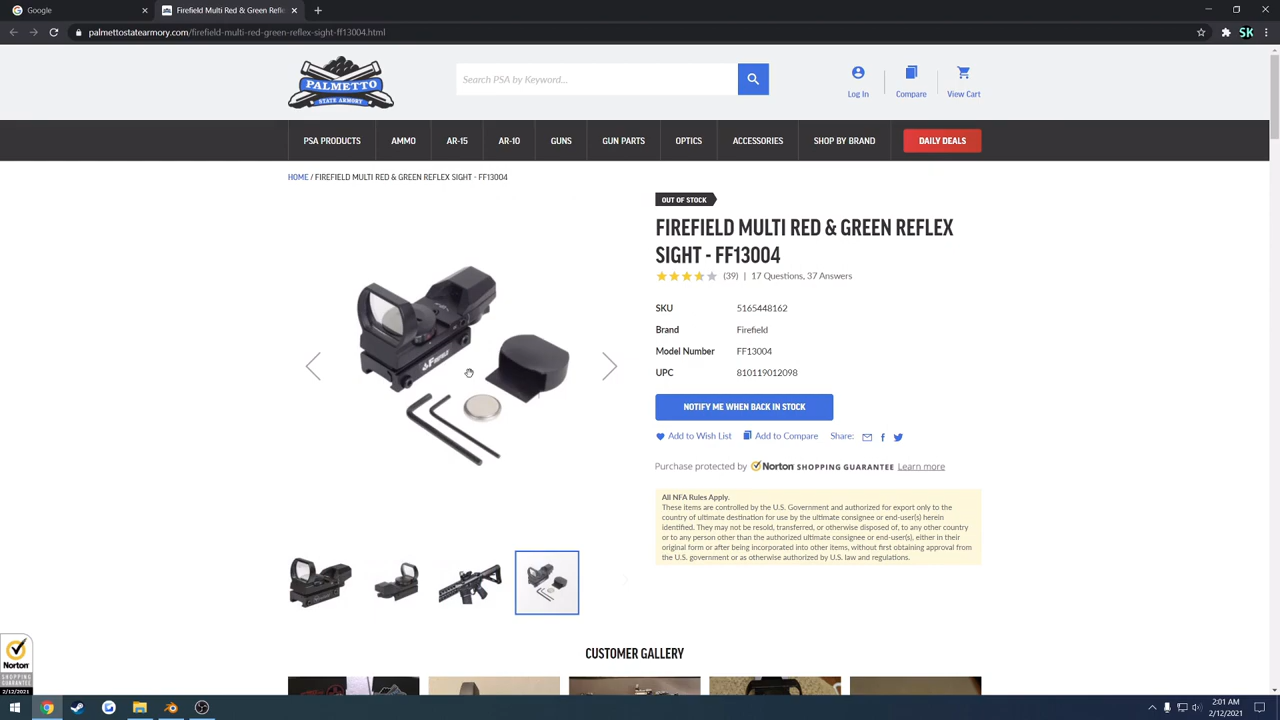 Google
Firefield Multi Red & Green Refle
palmettostatearmory.com/firefield-multi-red-green-reflex-sight-ff13004.html
SK
PALMETTO
STATE ARMORY
Search PSA by Keyword...
Log In
Compare
View Cart
PSA PRODUCTS
AMMO
AR-15
AR-10
GUNS
GUN PARTS
OPTICS
ACCESSORIES
SHOP BY BRAND
DAILY DEALS
HOME / FIREFIELD MULTI RED & GREEN REFLEX SIGHT - FF13004
OUT OF STOCK
FIREFIELD MULTI RED & GREEN REFLEX
SIGHT - FF13004
(39) | 17 Questions, 37 Answers
SKU 5165448162
Brand Firefield
Model Number FF13004
UPC 810119012098
NOTIFY ME WHEN BACK IN STOCK
Add to Wish List Add to Compare Share:
Purchase protected by Norton SHOPPING GUARANTEE Learn more
All NFA Rules Apply.
These items are controlled by the U.S. Government and authorized for export only to the
country of ultimate destination for use by the ultimate consignee or end-user(s) herein
identified. They may not be resold, transferred, or otherwise disposed of, to any other country
or to any person other than the authorized ultimate consignee or end-user(s), either in their
original form or after being incorporated into other items, without first obtaining approval from
the U.S. government or as otherwise authorized by U.S. law and regulations.
FIREFIELD
CUSTOMER GALLERY
Norton
SHOPPING
GUARANTEE
2/12/2021
2:01 AM
2/12/2021